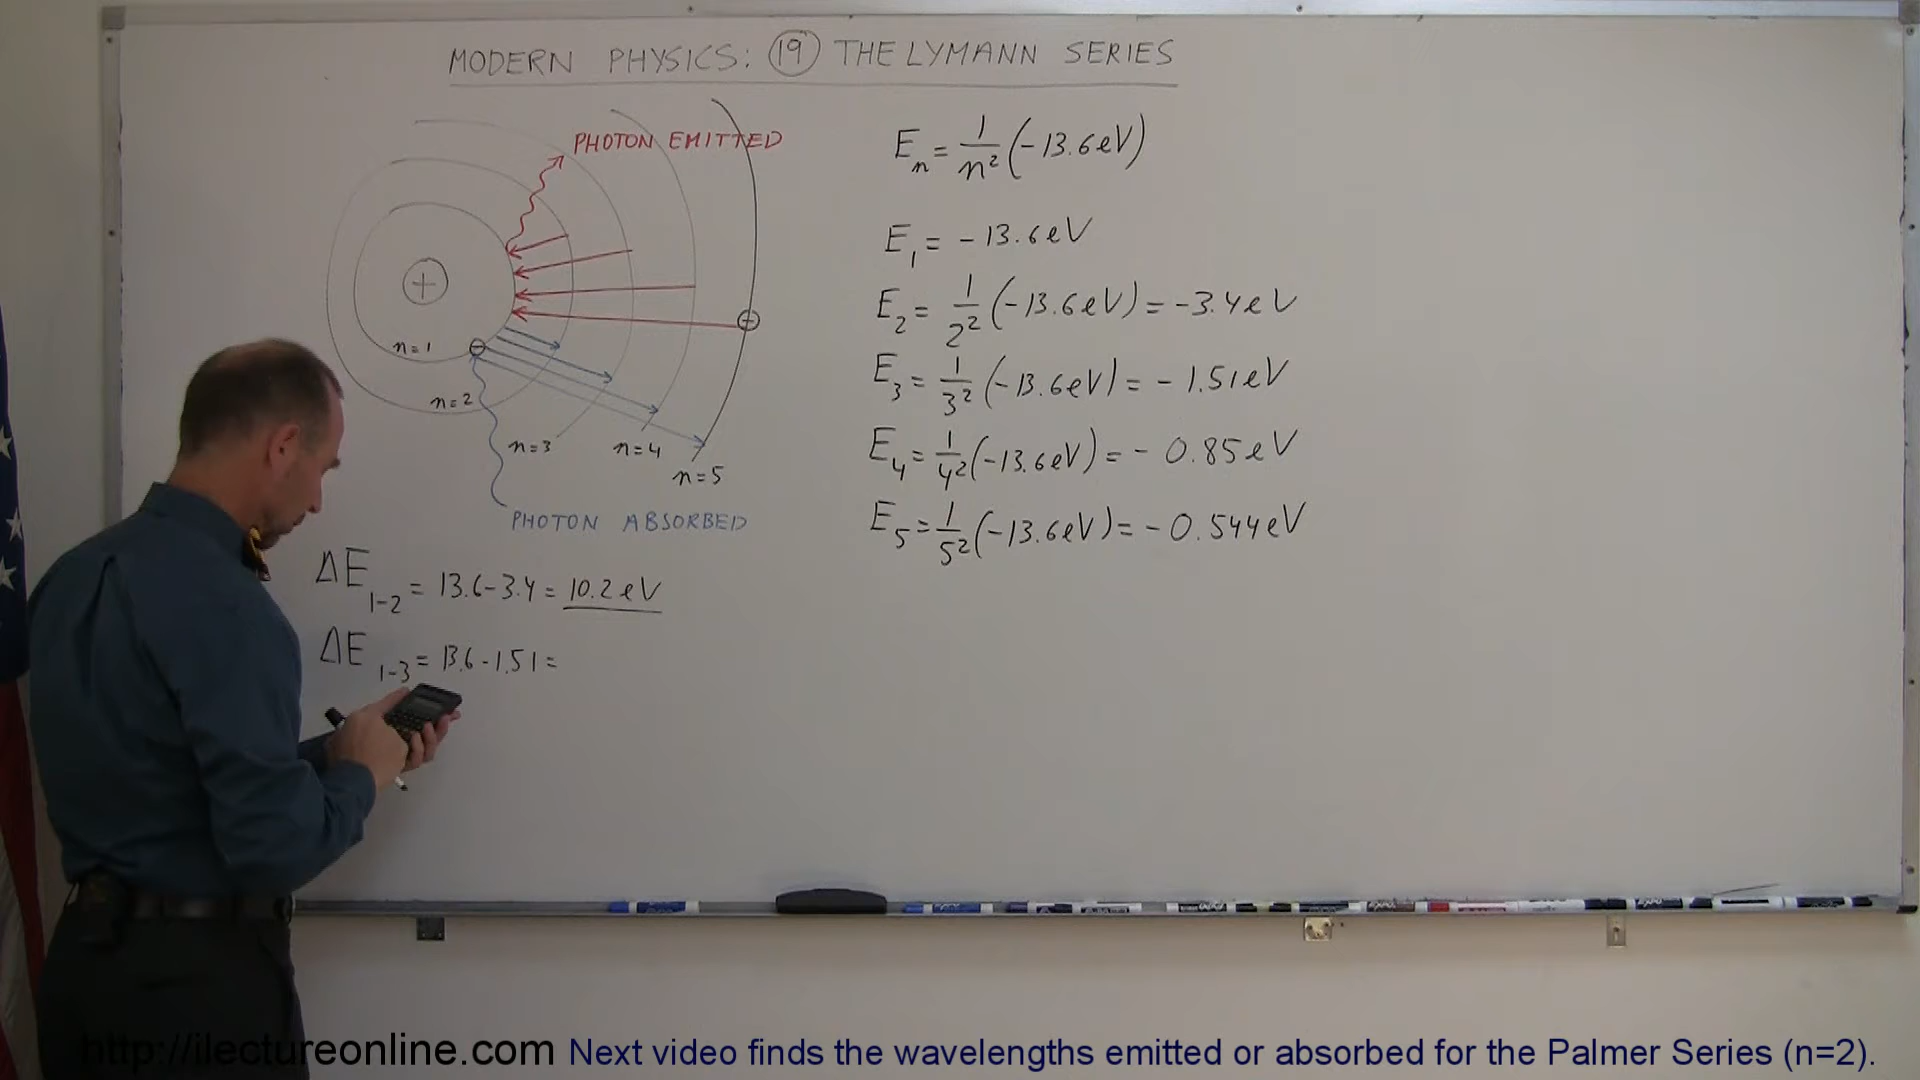 MODERN PHYSICS: 19 THE LYMANN SERIES
PHOTON EMITTED
+
n=1
n=2
n=3
n=4
n=5
PHOTON ABSORBED
ΔE₁₋₂ = 13.6-3.4 = 10.2 eV
ΔE₁₋₃ = 13.6-1.51 =
Eₙ = 1/n² (-13.6eV)
E₁ = -13.6eV
E₂ = 1/2² (-13.6eV) = -3.4eV
E₃ = 1/3² (-13.6eV) = -1.51eV
E₄ = 1/4² (-13.6eV) = -0.85eV
E₅ = 1/5² (-13.6eV) = -0.544eV
http://ilectureonline.com Next video finds the wavelengths emitted or absorbed for the Palmer Series (n=2).